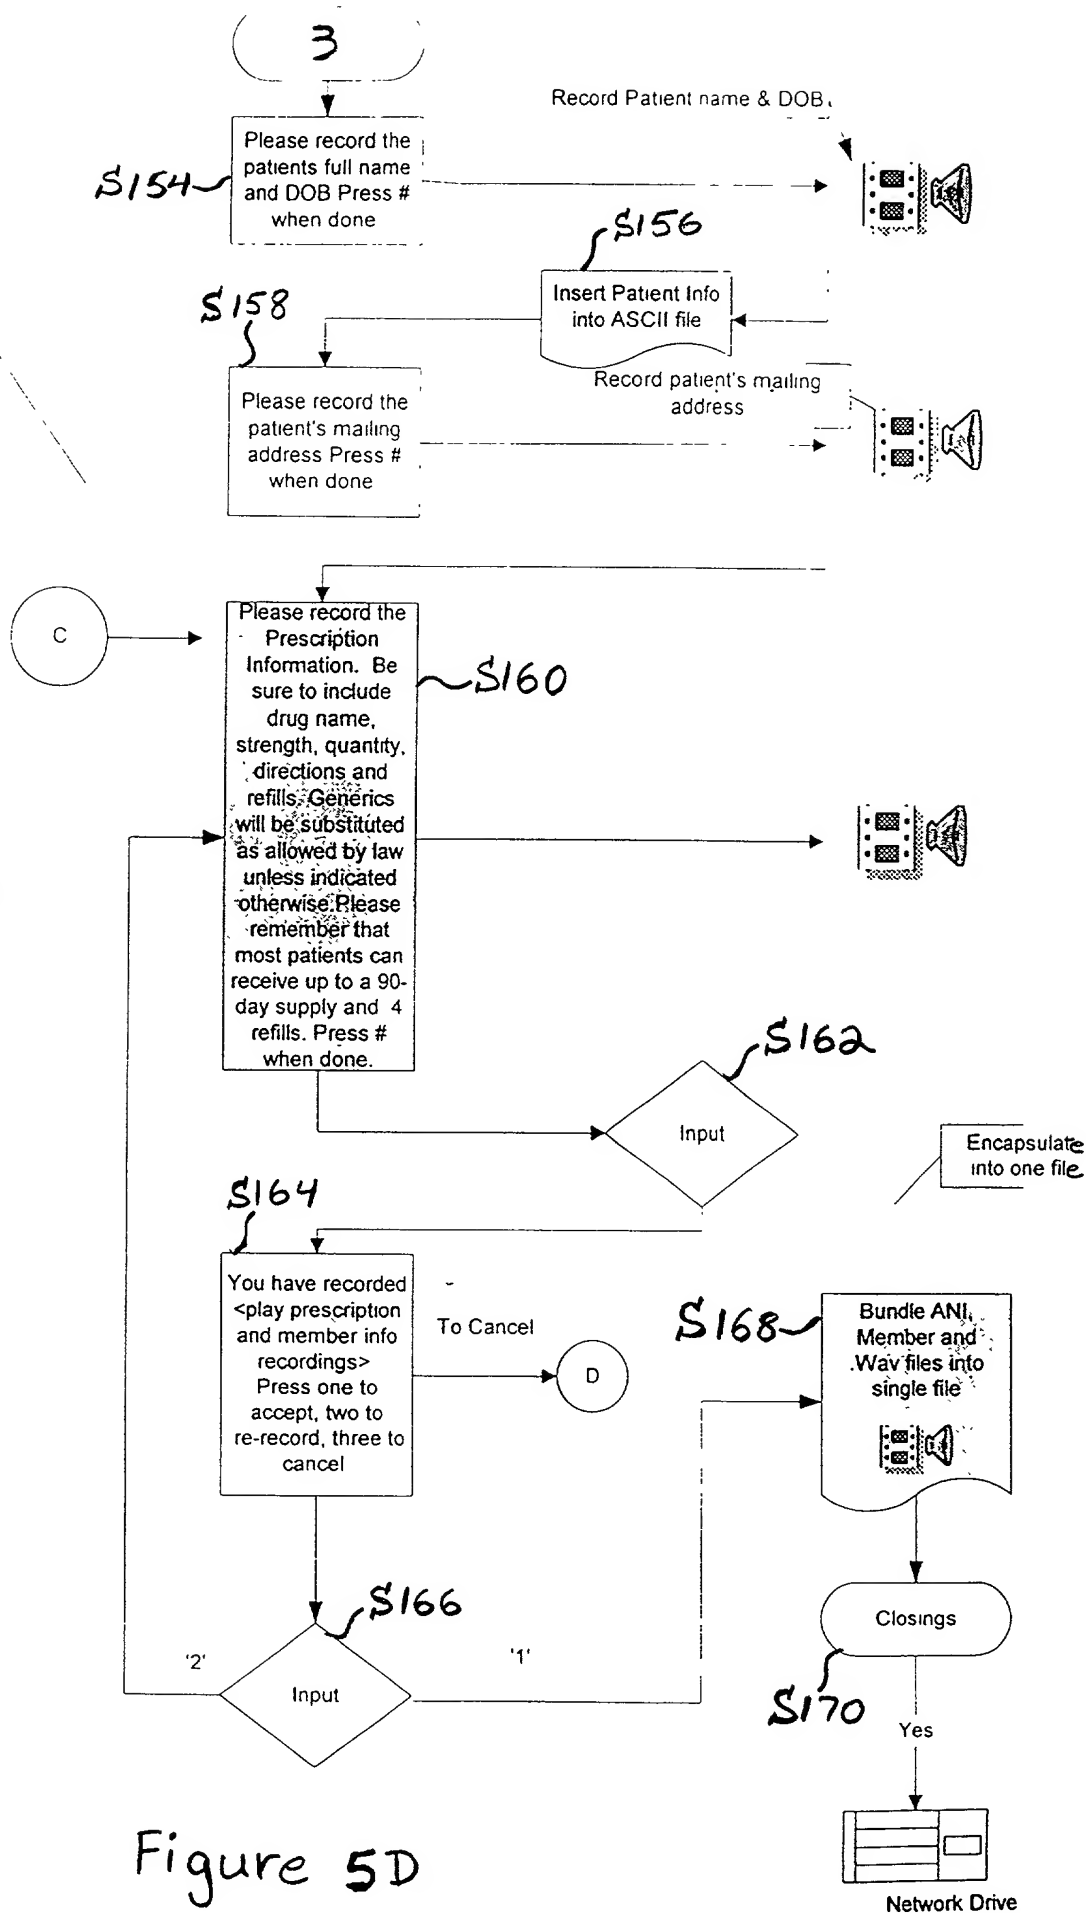 3
Record Patient name & DOB
Please record the
patients full name
and DOB Press #
when done
S154
S156
Insert Patient Info
into ASCII file
S158
Record patient's mailing
address
Please record the
patient's mailing
address Press #
when done
C
Please record the
Prescription
Information. Be
sure to include
drug name,
strength, quantity,
directions and
refills. Generics
will be substituted
as allowed by law
unless indicated
otherwise.Please
remember that
most patients can
receive up to a 90-
day supply and 4
refills. Press #
when done.
S160
S162
Input
Encapsulate
into one file
S164
You have recorded
<play prescription
and member info
recordings>
Press one to
accept, two to
re-record, three to
cancel
To Cancel
D
S168
Bundle ANI,
Member and
.Wav files into
single file
S166
Input
'2'
'1'
Closings
S170
Yes
Network Drive
Figure 5D